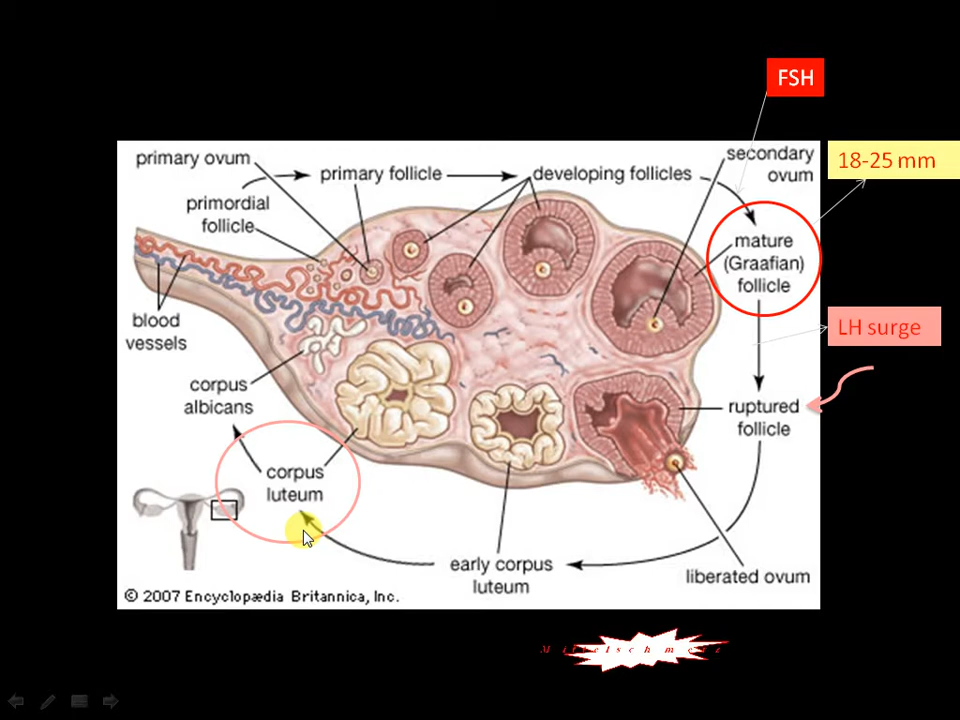 FSH
18-25 mm
primary ovum
primary follicle
developing follicles
secondary
ovum
primordial
follicle
mature
(Graafian)
follicle
blood
vessels
LH surge
corpus
albicans
ruptured
follicle
corpus
luteum
early corpus
luteum
liberated ovum
© 2007 Encyclopædia Britannica, Inc.
Mittelschmerz